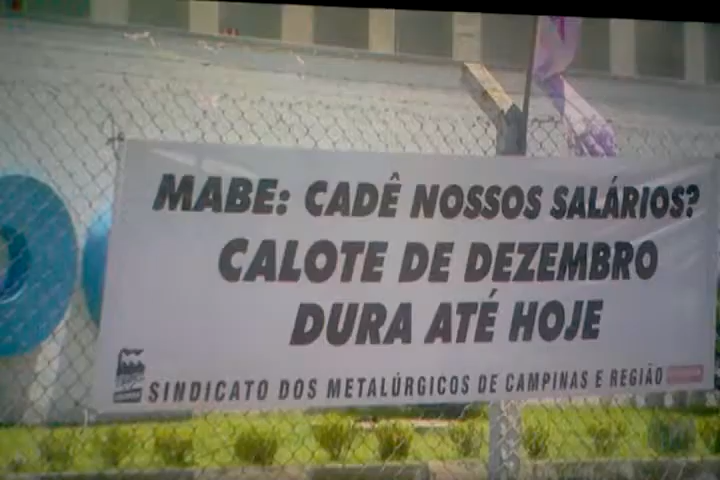 MABE: CADÊ NOSSOS SALÁRIOS?
CALOTE DE DEZEMBRO
DURA ATÉ HOJE
SINDICATO DOS METALÚRGICOS DE CAMPINAS E REGIÃO